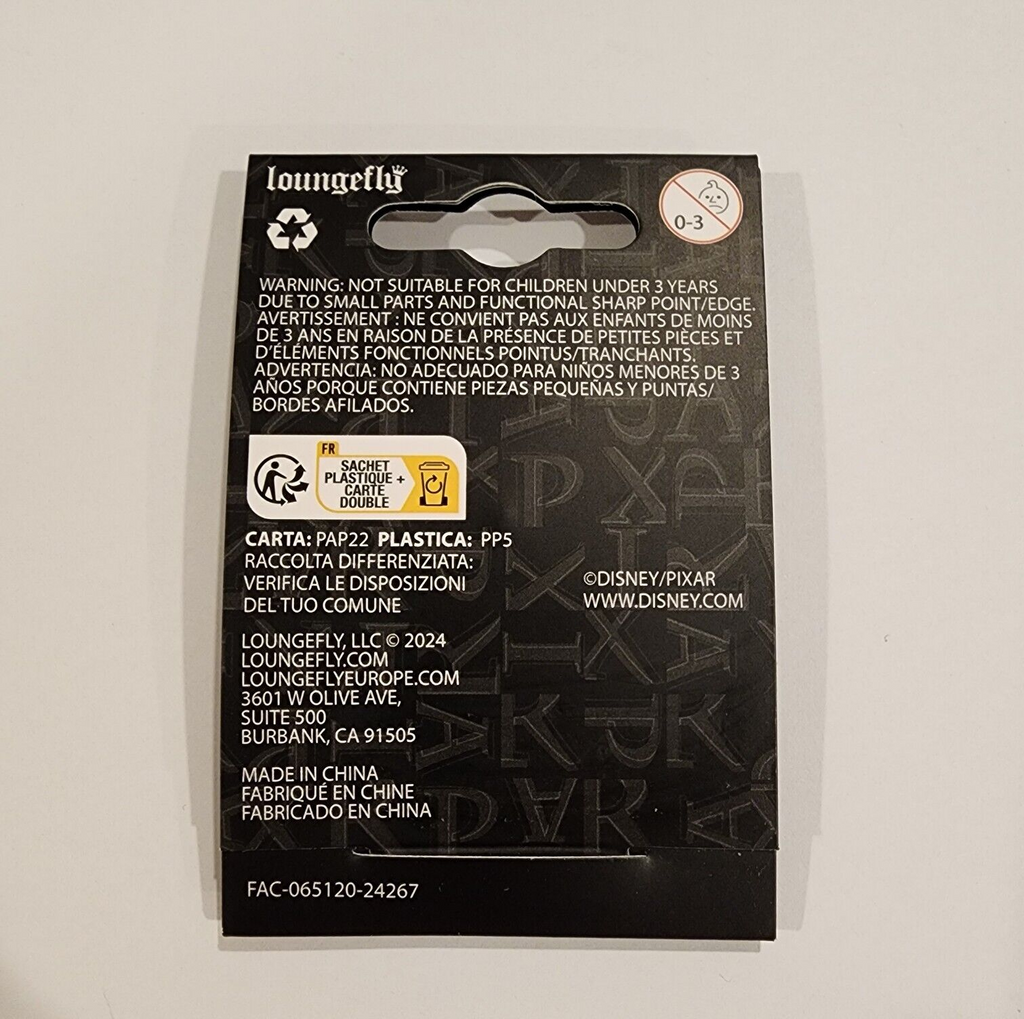 loungefly
0-3
WARNING: NOT SUITABLE FOR CHILDREN UNDER 3 YEARS
DUE TO SMALL PARTS AND FUNCTIONAL SHARP POINT/EDGE.
AVERTISSEMENT : NE CONVIENT PAS AUX ENFANTS DE MOINS
DE 3 ANS EN RAISON DE LA PRÉSENCE DE PETITES PIÈCES ET
D'ÉLÉMENTS FONCTIONNELS POINTUS/TRANCHANTS.
ADVERTENCIA: NO ADECUADO PARA NIÑOS MENORES DE 3
AÑOS PORQUE CONTIENE PIEZAS PEQUEÑAS Y PUNTAS/
BORDES AFILADOS.
FR
SACHET
PLASTIQUE +
CARTE
DOUBLE
CARTA: PAP22 PLASTICA: PP5
RACCOLTA DIFFERENZIATA:
VERIFICA LE DISPOSIZIONI
DEL TUO COMUNE
©DISNEY/PIXAR
WWW.DISNEY.COM
LOUNGEFLY, LLC © 2024
LOUNGEFLY.COM
LOUNGEFLYEUROPE.COM
3601 W OLIVE AVE,
SUITE 500
BURBANK, CA 91505
MADE IN CHINA
FABRIQUÉ EN CHINE
FABRICADO EN CHINA
FAC-065120-24267